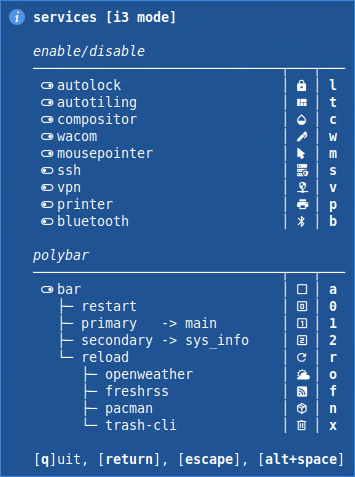 services [i3 mode]
enable/disable
autolock l
autotiling t
compositor c
wacom w
mousepointer m
ssh s
vpn v
printer p
bluetooth b
polybar
bar a
restart 0
primary -> main 1
secondary -> sys_info 2
reload r
openweather o
freshrss f
pacman n
trash-cli x
[q]uit, [return], [escape], [alt+space]